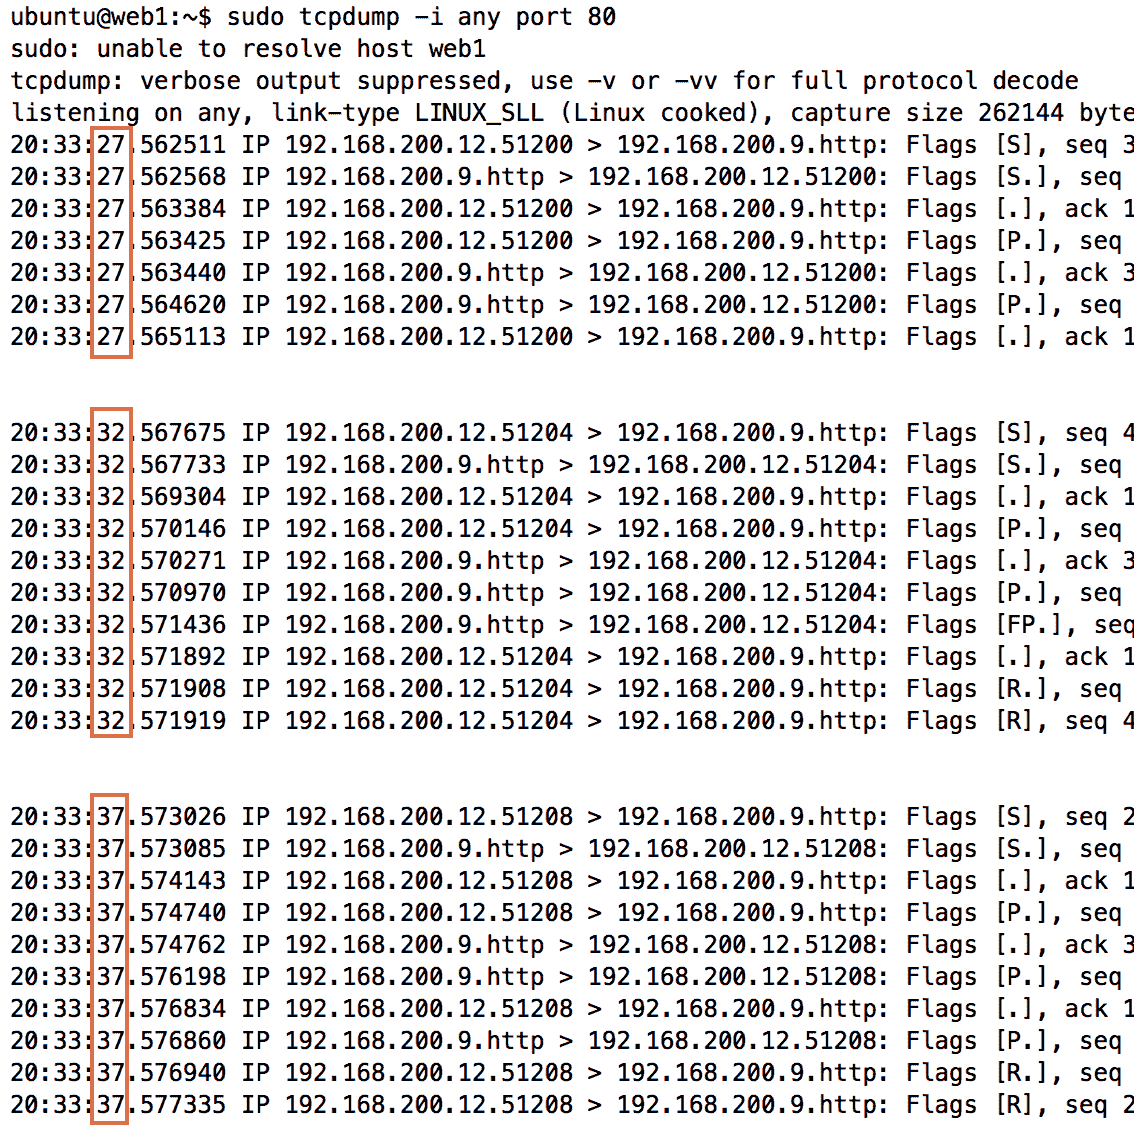 ubuntu@web1:~$ sudo tcpdump -i any port 80
sudo: unable to resolve host web1
tcpdump: verbose output suppressed, use -v or -vv for full protocol decode
listening on any, link-type LINUX_SLL (Linux cooked), capture size 262144 byte
20:33:27.562511 IP 192.168.200.12.51200 > 192.168.200.9.http: Flags [S], seq 3
20:33:27.562568 IP 192.168.200.9.http > 192.168.200.12.51200: Flags [S.], seq
20:33:27.563384 IP 192.168.200.12.51200 > 192.168.200.9.http: Flags [.], ack 1
20:33:27.563425 IP 192.168.200.12.51200 > 192.168.200.9.http: Flags [P.], seq
20:33:27.563440 IP 192.168.200.9.http > 192.168.200.12.51200: Flags [.], ack 3
20:33:27.564620 IP 192.168.200.9.http > 192.168.200.12.51200: Flags [P.], seq
20:33:27.565113 IP 192.168.200.12.51200 > 192.168.200.9.http: Flags [.], ack 1
20:33:32.567675 IP 192.168.200.12.51204 > 192.168.200.9.http: Flags [S], seq 4
20:33:32.567733 IP 192.168.200.9.http > 192.168.200.12.51204: Flags [S.], seq
20:33:32.569304 IP 192.168.200.12.51204 > 192.168.200.9.http: Flags [.], ack 1
20:33:32.570146 IP 192.168.200.12.51204 > 192.168.200.9.http: Flags [P.], seq
20:33:32.570271 IP 192.168.200.9.http > 192.168.200.12.51204: Flags [.], ack 3
20:33:32.570970 IP 192.168.200.9.http > 192.168.200.12.51204: Flags [P.], seq
20:33:32.571436 IP 192.168.200.9.http > 192.168.200.12.51204: Flags [FP.], seq
20:33:32.571892 IP 192.168.200.12.51204 > 192.168.200.9.http: Flags [.], ack 1
20:33:32.571908 IP 192.168.200.12.51204 > 192.168.200.9.http: Flags [R.], seq
20:33:32.571919 IP 192.168.200.12.51204 > 192.168.200.9.http: Flags [R], seq 4
20:33:37.573026 IP 192.168.200.12.51208 > 192.168.200.9.http: Flags [S], seq 2
20:33:37.573085 IP 192.168.200.9.http > 192.168.200.12.51208: Flags [S.], seq
20:33:37.574143 IP 192.168.200.12.51208 > 192.168.200.9.http: Flags [.], ack 1
20:33:37.574740 IP 192.168.200.12.51208 > 192.168.200.9.http: Flags [P.], seq
20:33:37.574762 IP 192.168.200.9.http > 192.168.200.12.51208: Flags [.], ack 3
20:33:37.576198 IP 192.168.200.9.http > 192.168.200.12.51208: Flags [P.], seq
20:33:37.576834 IP 192.168.200.12.51208 > 192.168.200.9.http: Flags [.], ack 1
20:33:37.576860 IP 192.168.200.9.http > 192.168.200.12.51208: Flags [P.], seq
20:33:37.576940 IP 192.168.200.12.51208 > 192.168.200.9.http: Flags [R.], seq
20:33:37.577335 IP 192.168.200.12.51208 > 192.168.200.9.http: Flags [R], seq 2